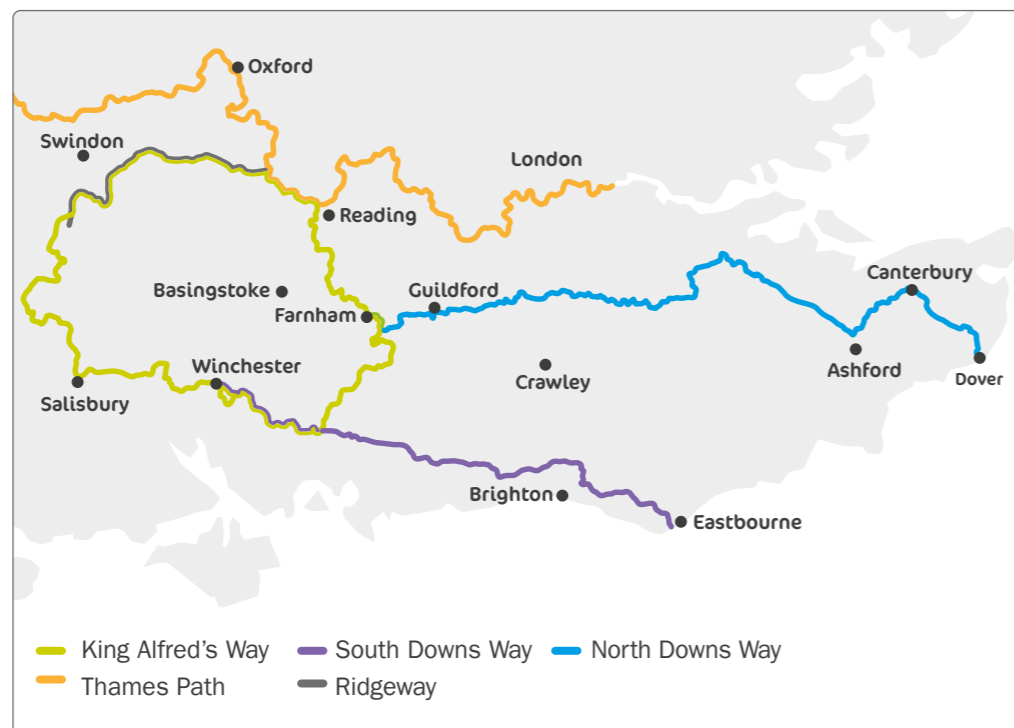 Oxford
Swindon
London
Reading
Canterbury
Basingstoke
Guildford
Farnham
Winchester
Crawley
Ashford
Dover
Salisbury
Brighton
Eastbourne
King Alfred's Way
South Downs Way
North Downs Way
Thames Path
Ridgeway